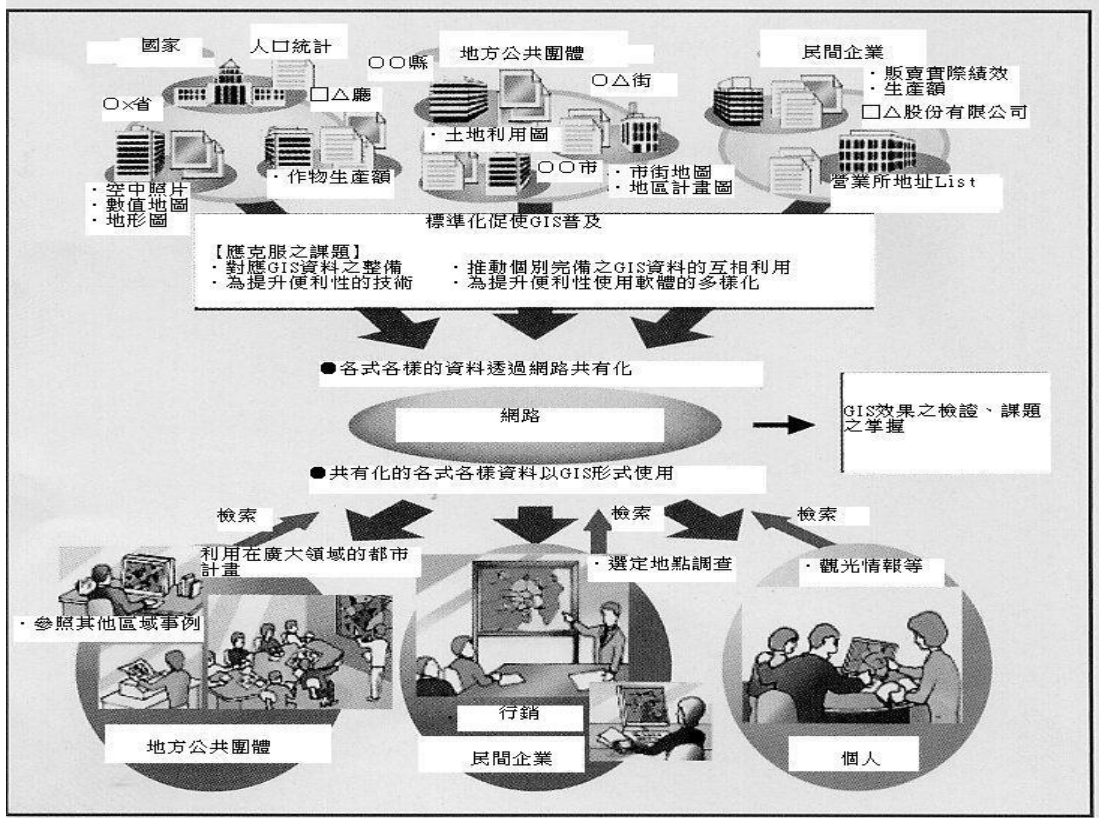 國家
人口統計
○×省
□△廳
・空中照片
・數值地圖
・地形圖
・作物生產額
地方公共團體
○○縣
○△街
・土地利用圖
○○市
・市街地圖
・地區計畫圖
民間企業
・販賣實際績效
・生產額
□△股份有限公司
營業所地址List
標準化促使GIS普及
【應克服之課題】
・對應GIS資料之整備
・推動個別完備之GIS資料的互相利用
・為提升便利性的技術
・為提升便利性使用軟體的多樣化
●各式各樣的資料透過網路共有化
網路
GIS效果之檢證、課題
之掌握
●共有化的各式各樣資料以GIS形式使用
檢索
利用在廣大領域的都市
計畫
・參照其他區域事例
地方公共團體
檢索
・選定地點調查
行銷
民間企業
檢索
・觀光情報等
個人